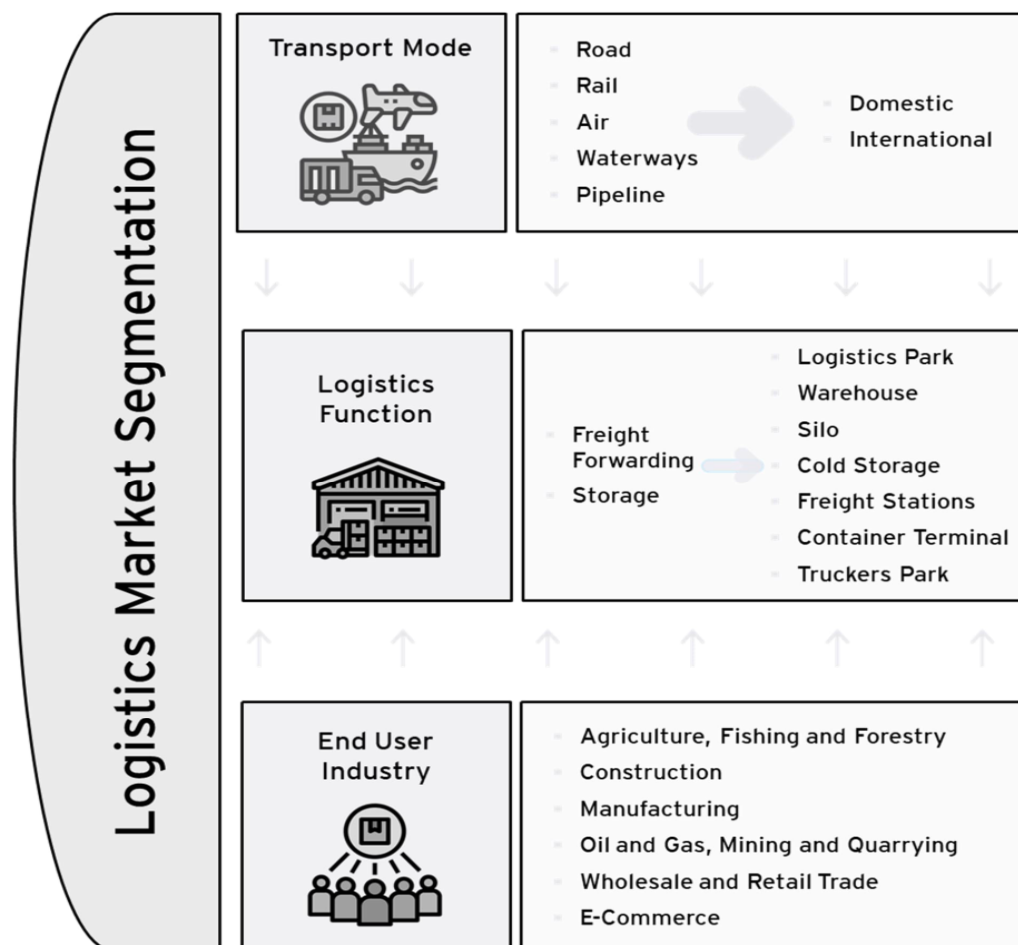 Logistics Market Segmentation
Transport Mode
Road
Rail
Air
Waterways
Pipeline
Domestic
International
Logistics
Function
Freight
Forwarding
Storage
Logistics Park
Warehouse
Silo
Cold Storage
Freight Stations
Container Terminal
Truckers Park
End User
Industry
Agriculture, Fishing and Forestry
Construction
Manufacturing
Oil and Gas, Mining and Quarrying
Wholesale and Retail Trade
E-Commerce